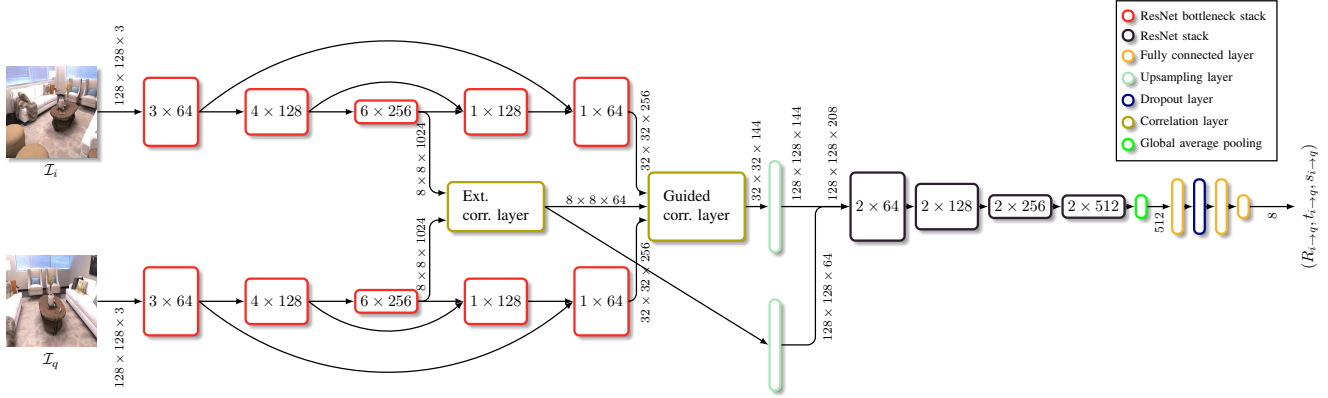 ResNet bottleneck stack
ResNet stack
Fully connected layer
Upsampling layer
Dropout layer
Correlation layer
Global average pooling
128 × 128 × 3
3 × 64
4 × 128
6 × 256
1 × 128
1 × 64
𝓘ᵢ
8 × 8 × 1024
32 × 32 × 256
Ext.
corr. layer
8 × 8 × 64
Guided
corr. layer
32 × 32 × 144
128 × 128 × 144
128 × 128 × 208
2 × 64
2 × 128
2 × 256
2 × 512
512
8
(R_{i→q}, t_{i→q}, s_{i←q})
8 × 8 × 1024
32 × 32 × 256
128 × 128 × 64
3 × 64
4 × 128
6 × 256
1 × 128
1 × 64
𝓘_q
128 × 128 × 3